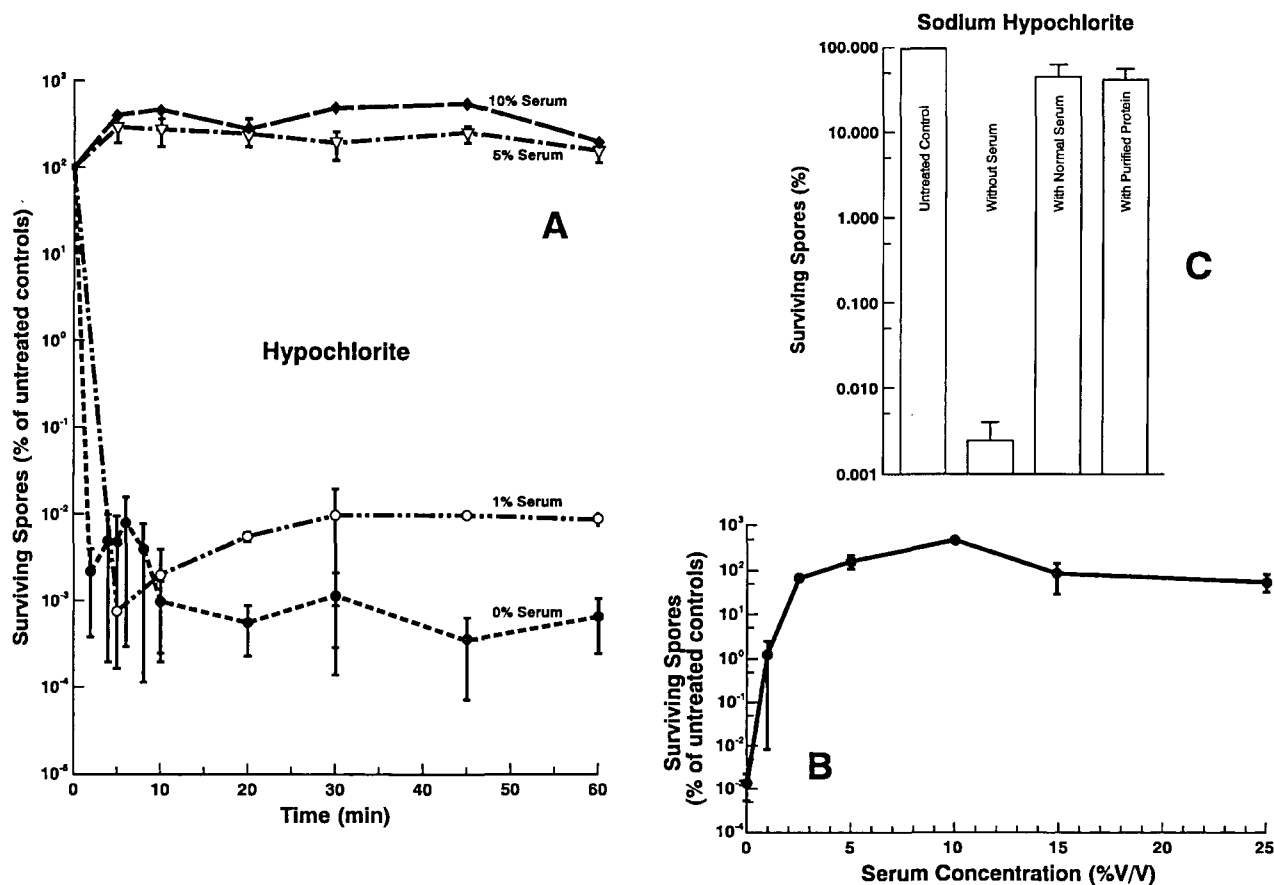 Surviving Spores (% of untreated controls)
10³
10²
10¹
10⁰
10⁻¹
10⁻²
10⁻³
10⁻⁴
10⁻⁵
10% Serum
5% Serum
A
Hypochlorite
1% Serum
0% Serum
0
10
20
30
40
50
60
Time (min)
Sodium Hypochlorite
Surviving Spores (%)
100.000
10.000
1.000
0.100
0.010
0.001
Untreated Control
Without Serum
With Normal Serum
With Purified Protein
C
Surviving Spores
(% of untreated controls)
10³
10²
10¹
10⁰
10⁻¹
10⁻²
10⁻³
10⁻⁴
B
0
5
10
15
20
25
Serum Concentration (%V/V)